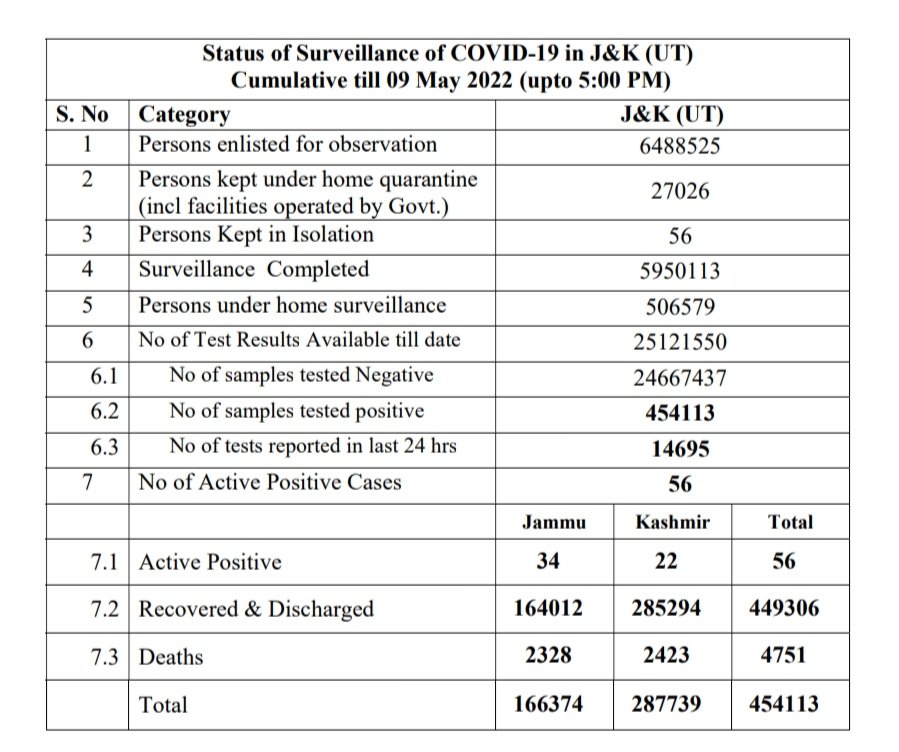 Status of Surveillance of COVID-19 in J&K (UT)
Cumulative till 09 May 2022 (upto 5:00 PM)
S. No Category J&K (UT)
1 Persons enlisted for observation 6488525
2 Persons kept under home quarantine
(incl facilities operated by Govt.) 27026
3 Persons Kept in Isolation 56
4 Surveillance Completed 5950113
5 Persons under home surveillance 506579
6 No of Test Results Available till date 25121550
6.1 No of samples tested Negative 24667437
6.2 No of samples tested positive 454113
6.3 No of tests reported in last 24 hrs 14695
7 No of Active Positive Cases 56
Jammu Kashmir Total
7.1 Active Positive 34 22 56
7.2 Recovered & Discharged 164012 285294 449306
7.3 Deaths 2328 2423 4751
Total 166374 287739 454113